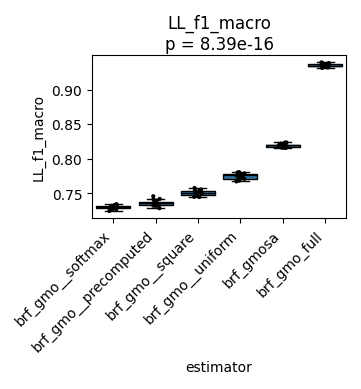 LL_f1_macro
p = 8.39e-16
LL_f1_macro
0.90
0.85
0.80
0.75
brf_gmo__softmax
brf_gmo__precomputed
brf_gmo__square
brf_gmo__uniform
brf_gmosa
brf_gmo_full
estimator